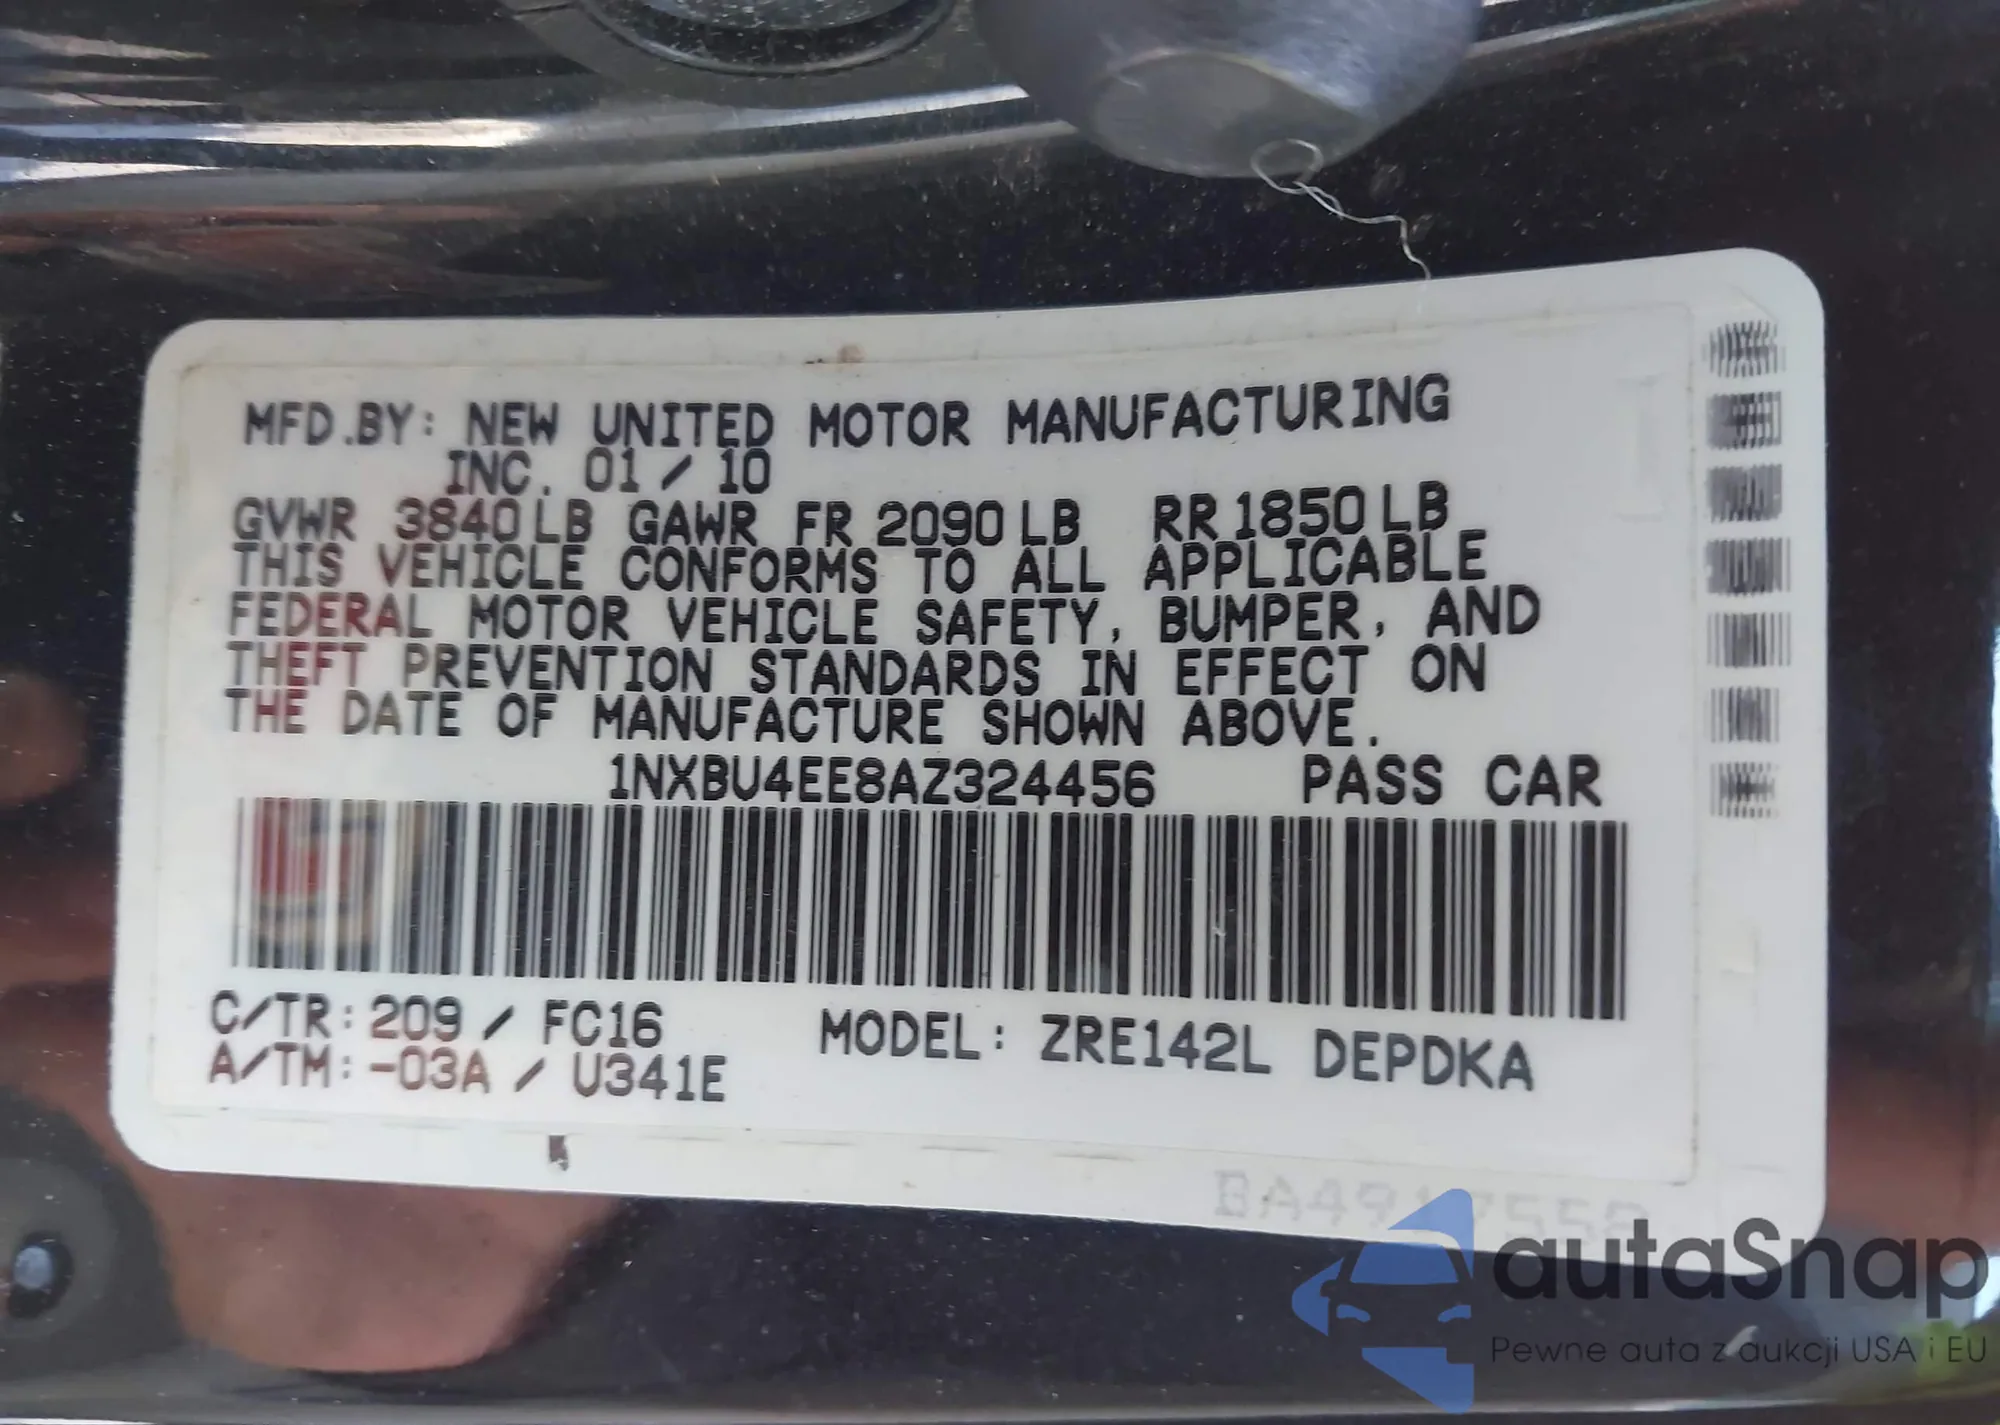 MFD.BY: NEW UNITED MOTOR MANUFACTURING
INC. 01 / 10
GVWR 3840 LB GAWR FR 2090 LB RR 1850 LB
THIS VEHICLE CONFORMS TO ALL APPLICABLE
FEDERAL MOTOR VEHICLE SAFETY, BUMPER, AND
THEFT PREVENTION STANDARDS IN EFFECT ON
THE DATE OF MANUFACTURE SHOWN ABOVE.
1NXBU4EE8AZ324456 PASS CAR
C/TR: 209 / FC16 MODEL: ZRE142L DEPDKA
A/TM: -03A / U341E
autaSnap
Pewne auta z aukcji USA i EU